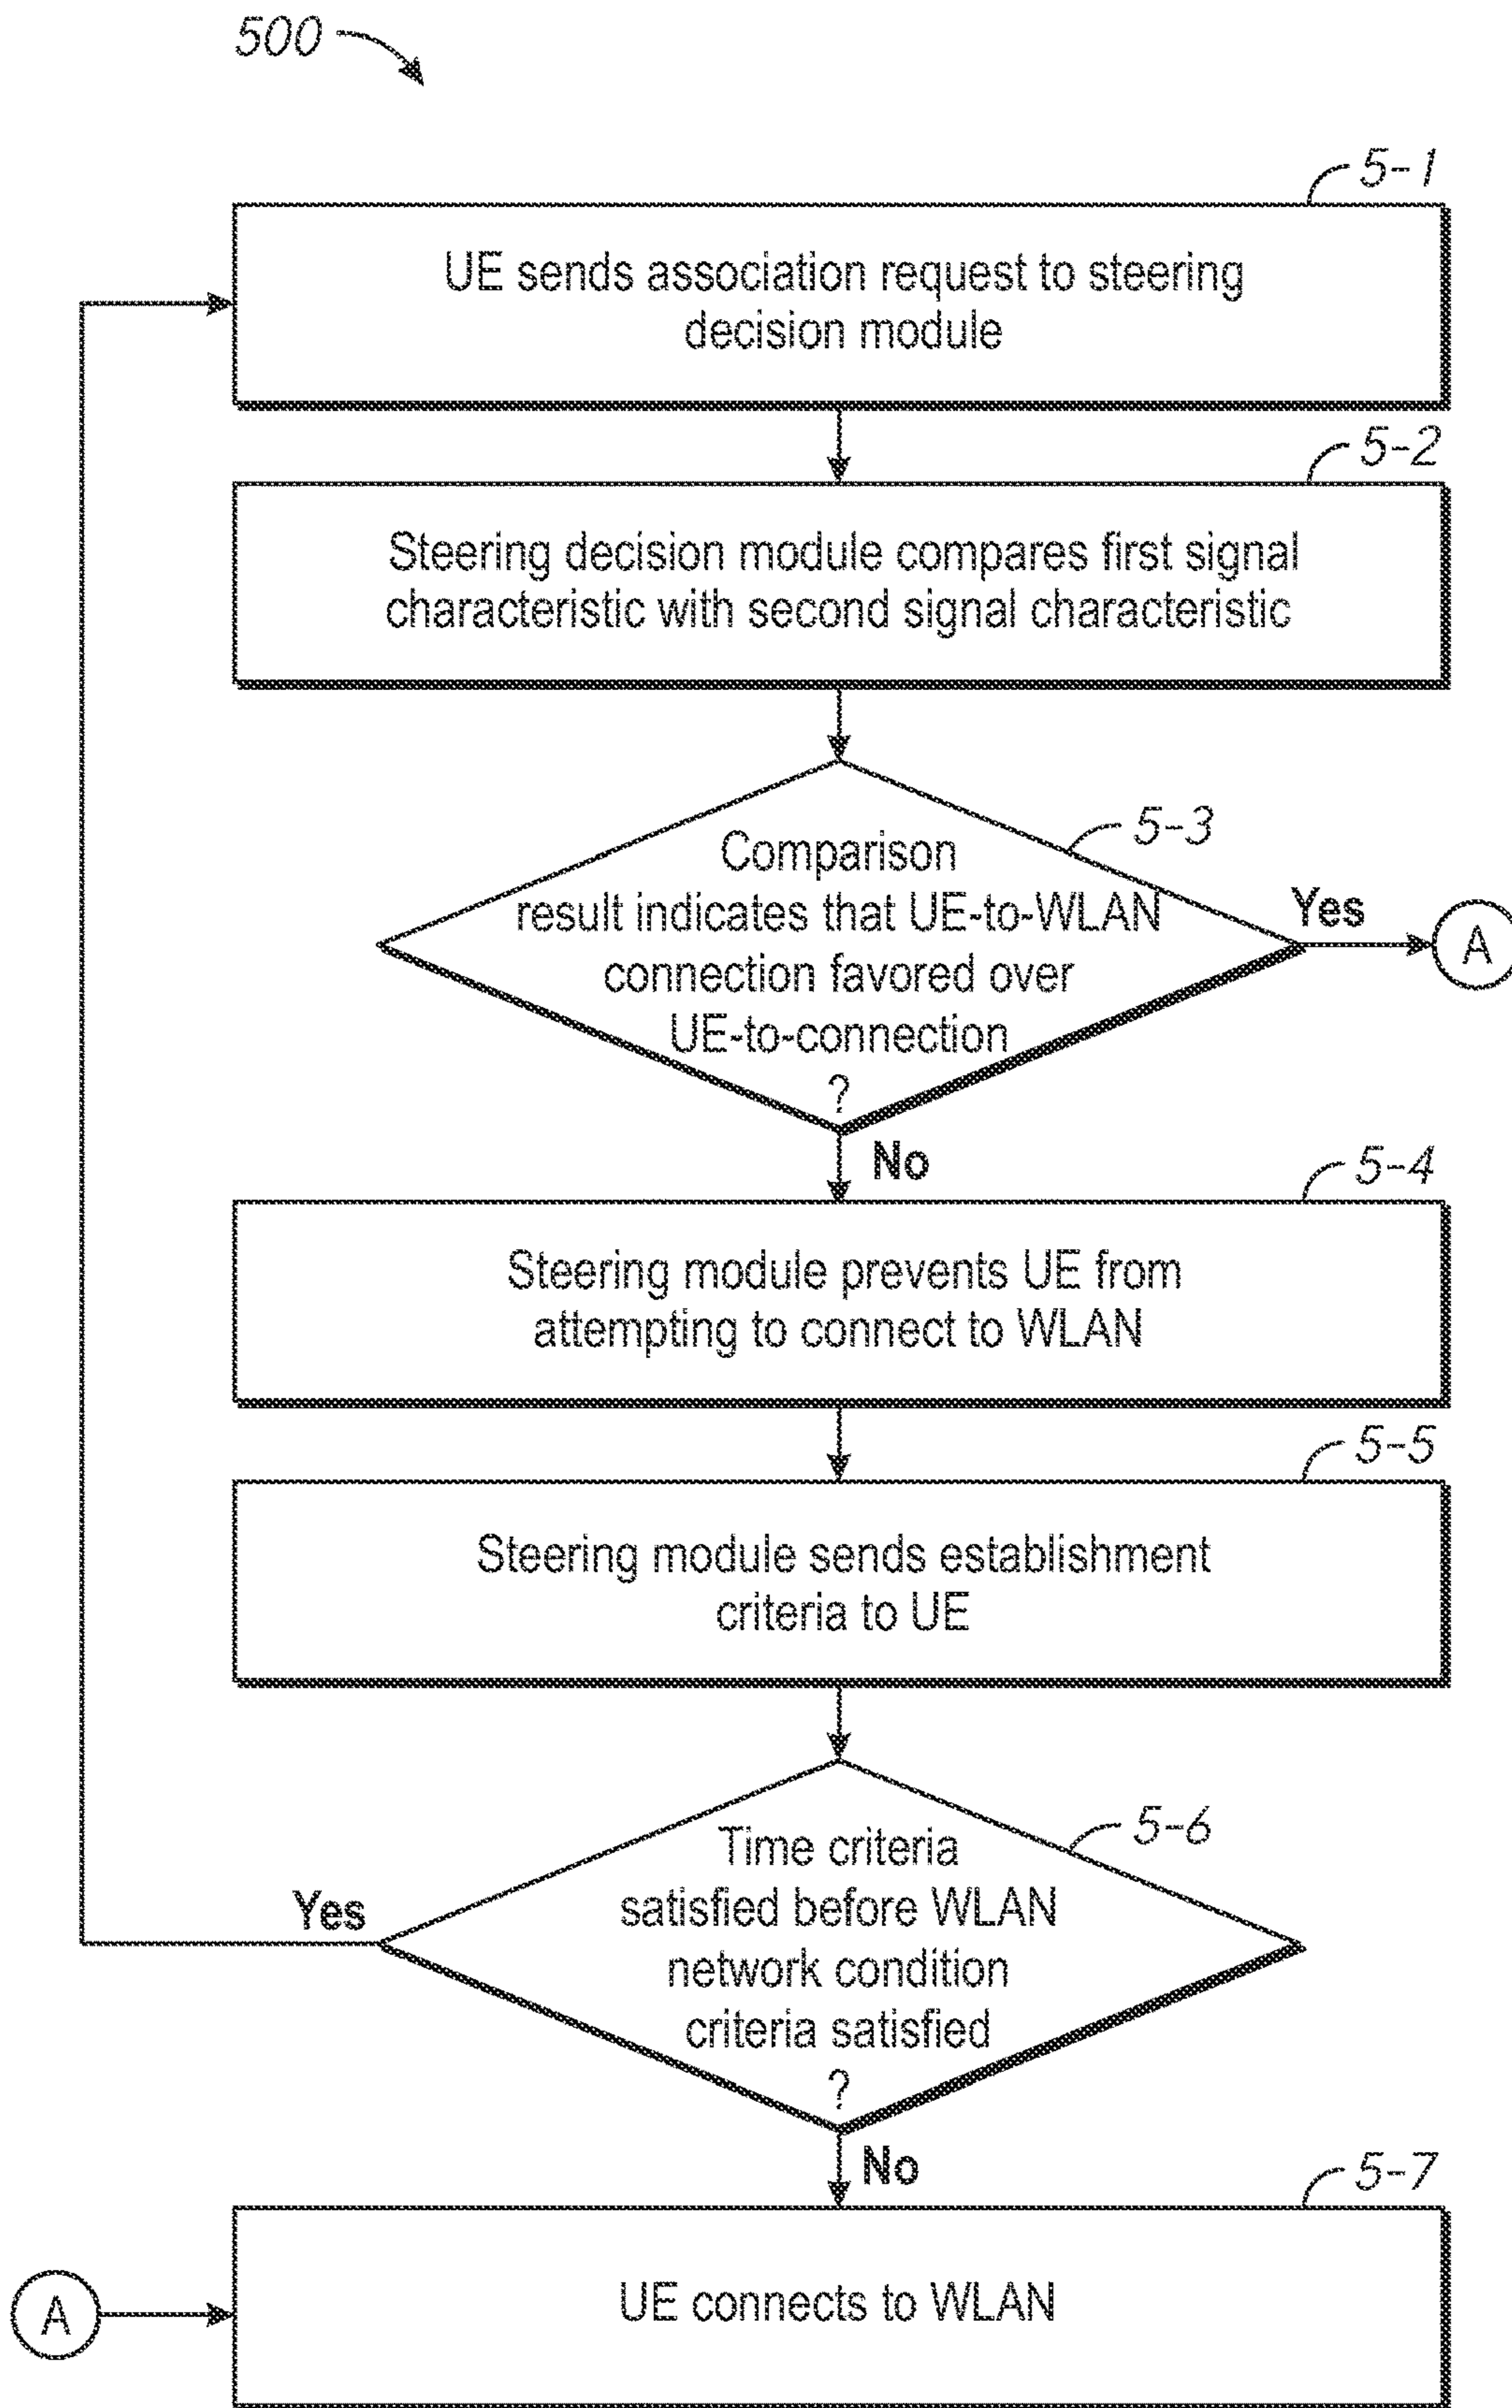 500
5-1
UE sends association request to steering
decision module
5-2
Steering decision module compares first signal
characteristic with second signal characteristic
5-3
Comparison
result indicates that UE-to-WLAN
connection favored over
UE-to-connection
?
Yes
A
No
5-4
Steering module prevents UE from
attempting to connect to WLAN
5-5
Steering module sends establishment
criteria to UE
5-6
Time criteria
satisfied before WLAN
network condition
criteria satisfied
?
Yes
No
5-7
A
UE connects to WLAN